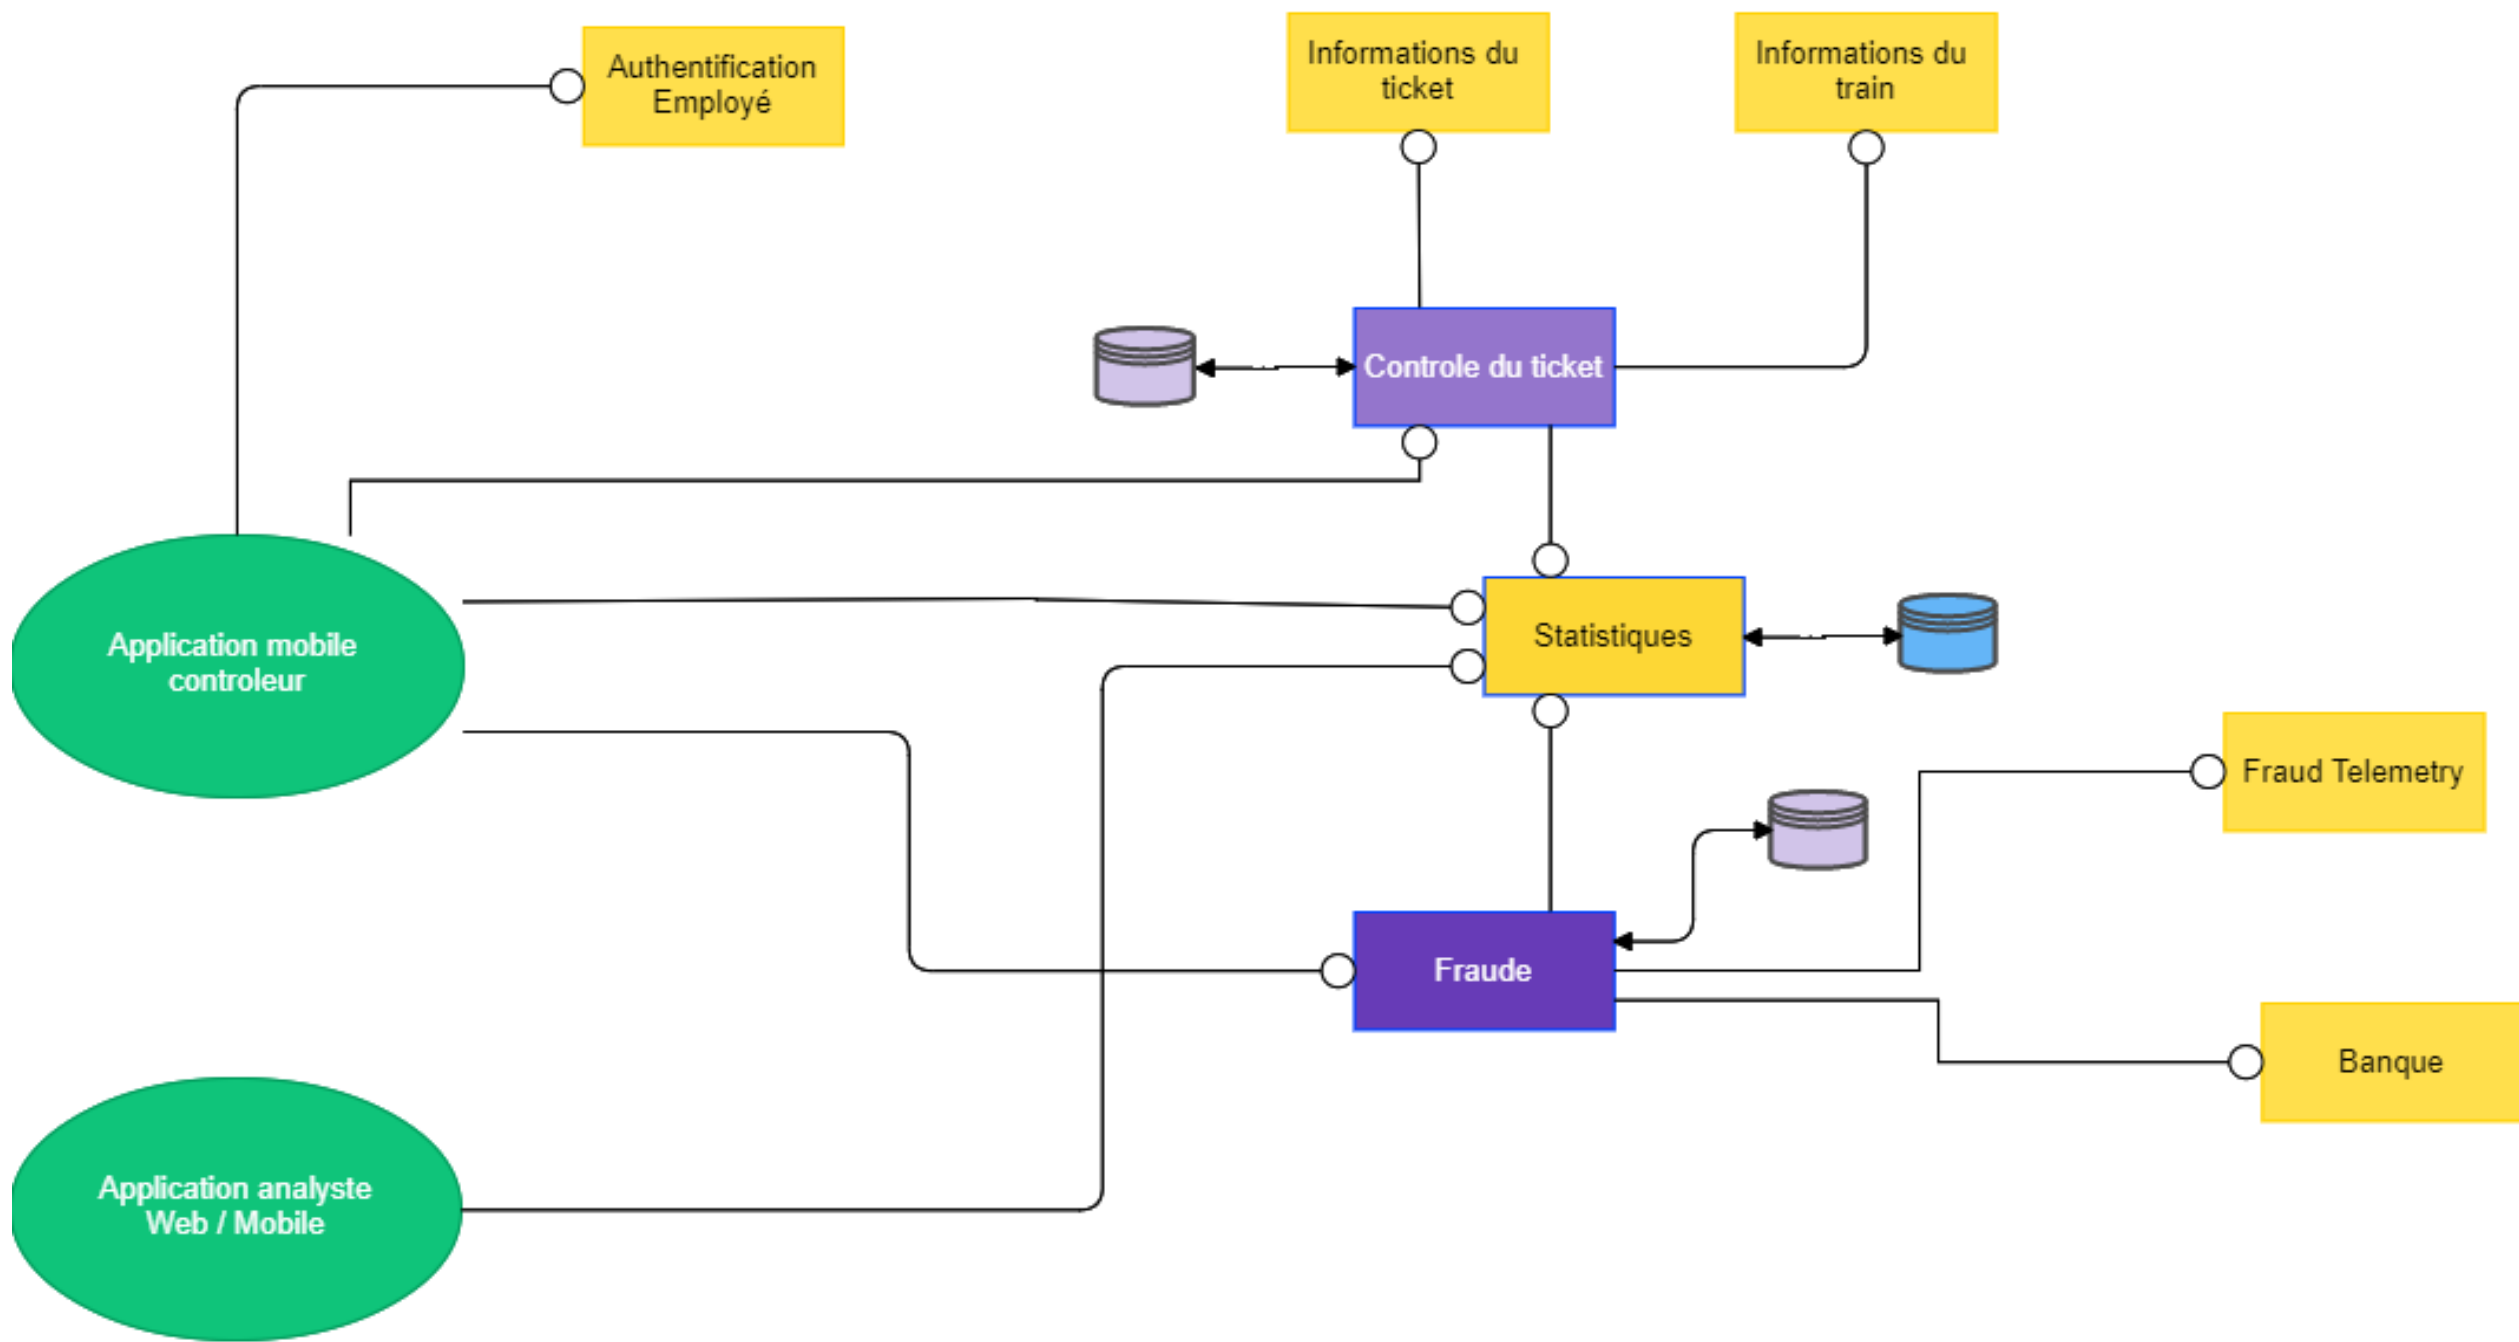 Authentification
Employé
Informations du
ticket
Informations du
train
Controle du ticket
Application mobile
controleur
Statistiques
Fraud Telemetry
Fraude
Banque
Application analyste
Web / Mobile